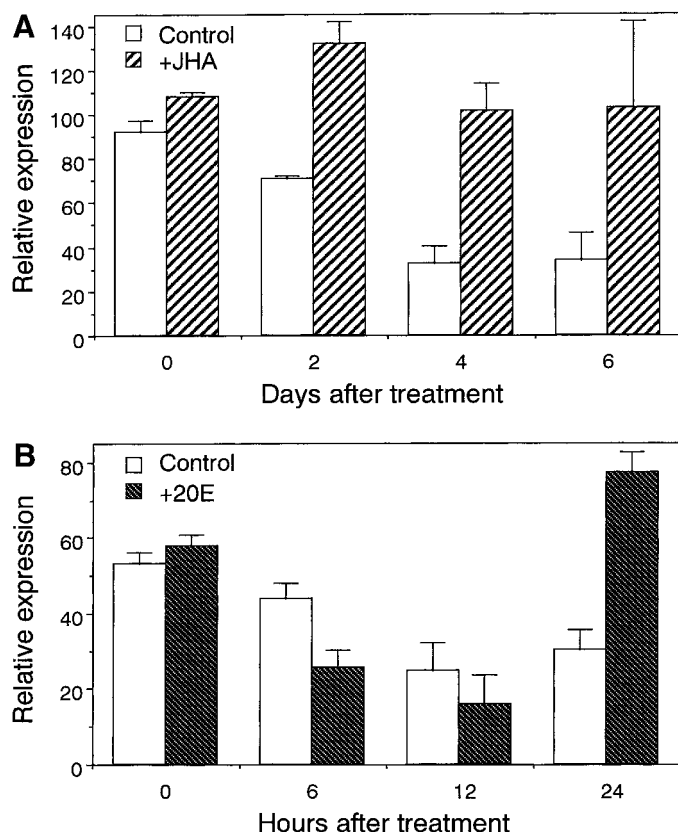 A
Relative expression
140
120
100
80
60
40
20
0
Control
+JHA
0 2 4 6
Days after treatment
B
Relative expression
80
60
40
20
0
Control
+20E
0 6 12 24
Hours after treatment